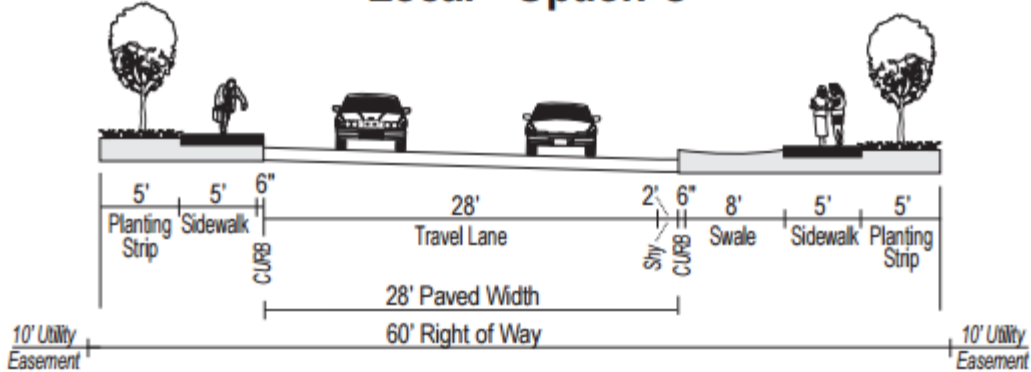 5' 5' 6" 28' 2' 6" 8' 5' 5'
Planting Sidewalk Travel Lane Swale Sidewalk Planting
Strip CURB Shy CURB Strip
28' Paved Width
10' Utility 60' Right of Way 10' Utility
Easement Easement